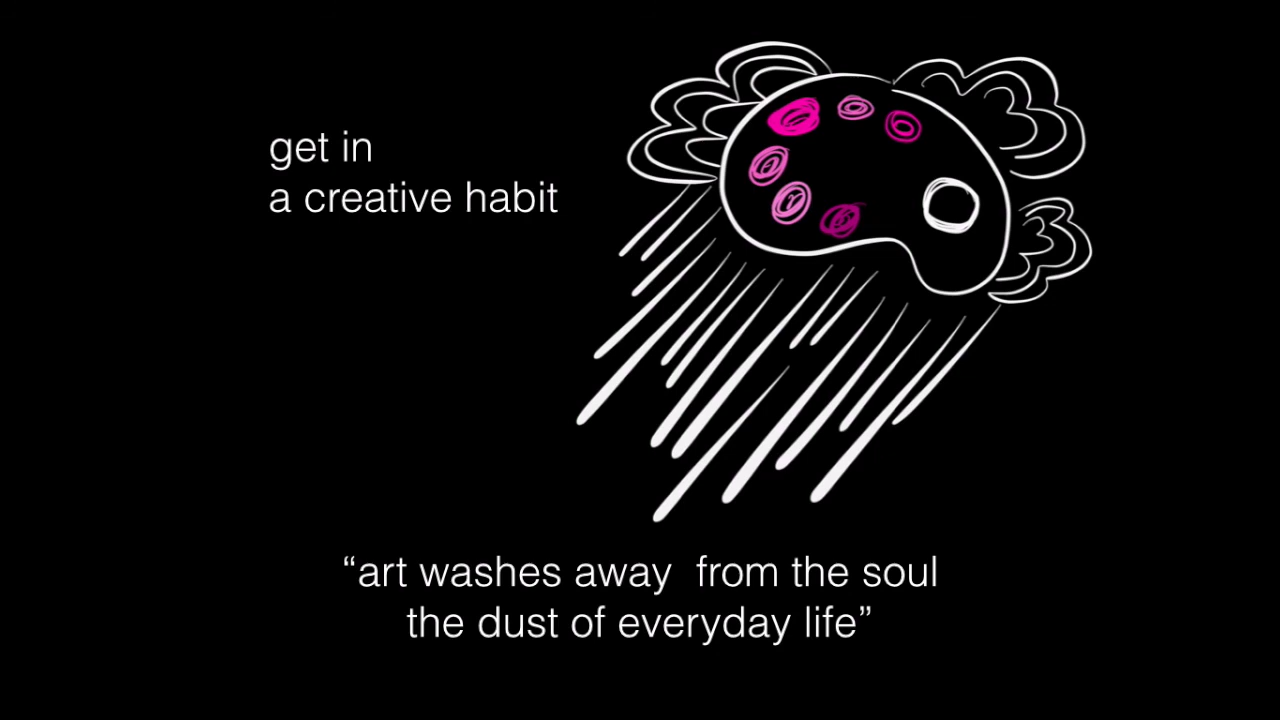 get in
a creative habit
“art washes away  from the soul
the dust of everyday life”